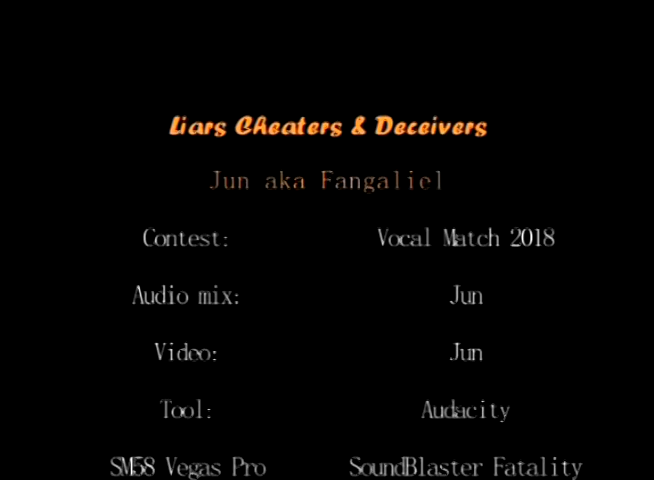 Liars Cheaters & Deceivers
Jun aka Fangaliel
Contest: Vocal Match 2018
Audio mix: Jun
Video: Jun
Tool: Audacity
SM58 Vegas Pro SoundBlaster Fatality